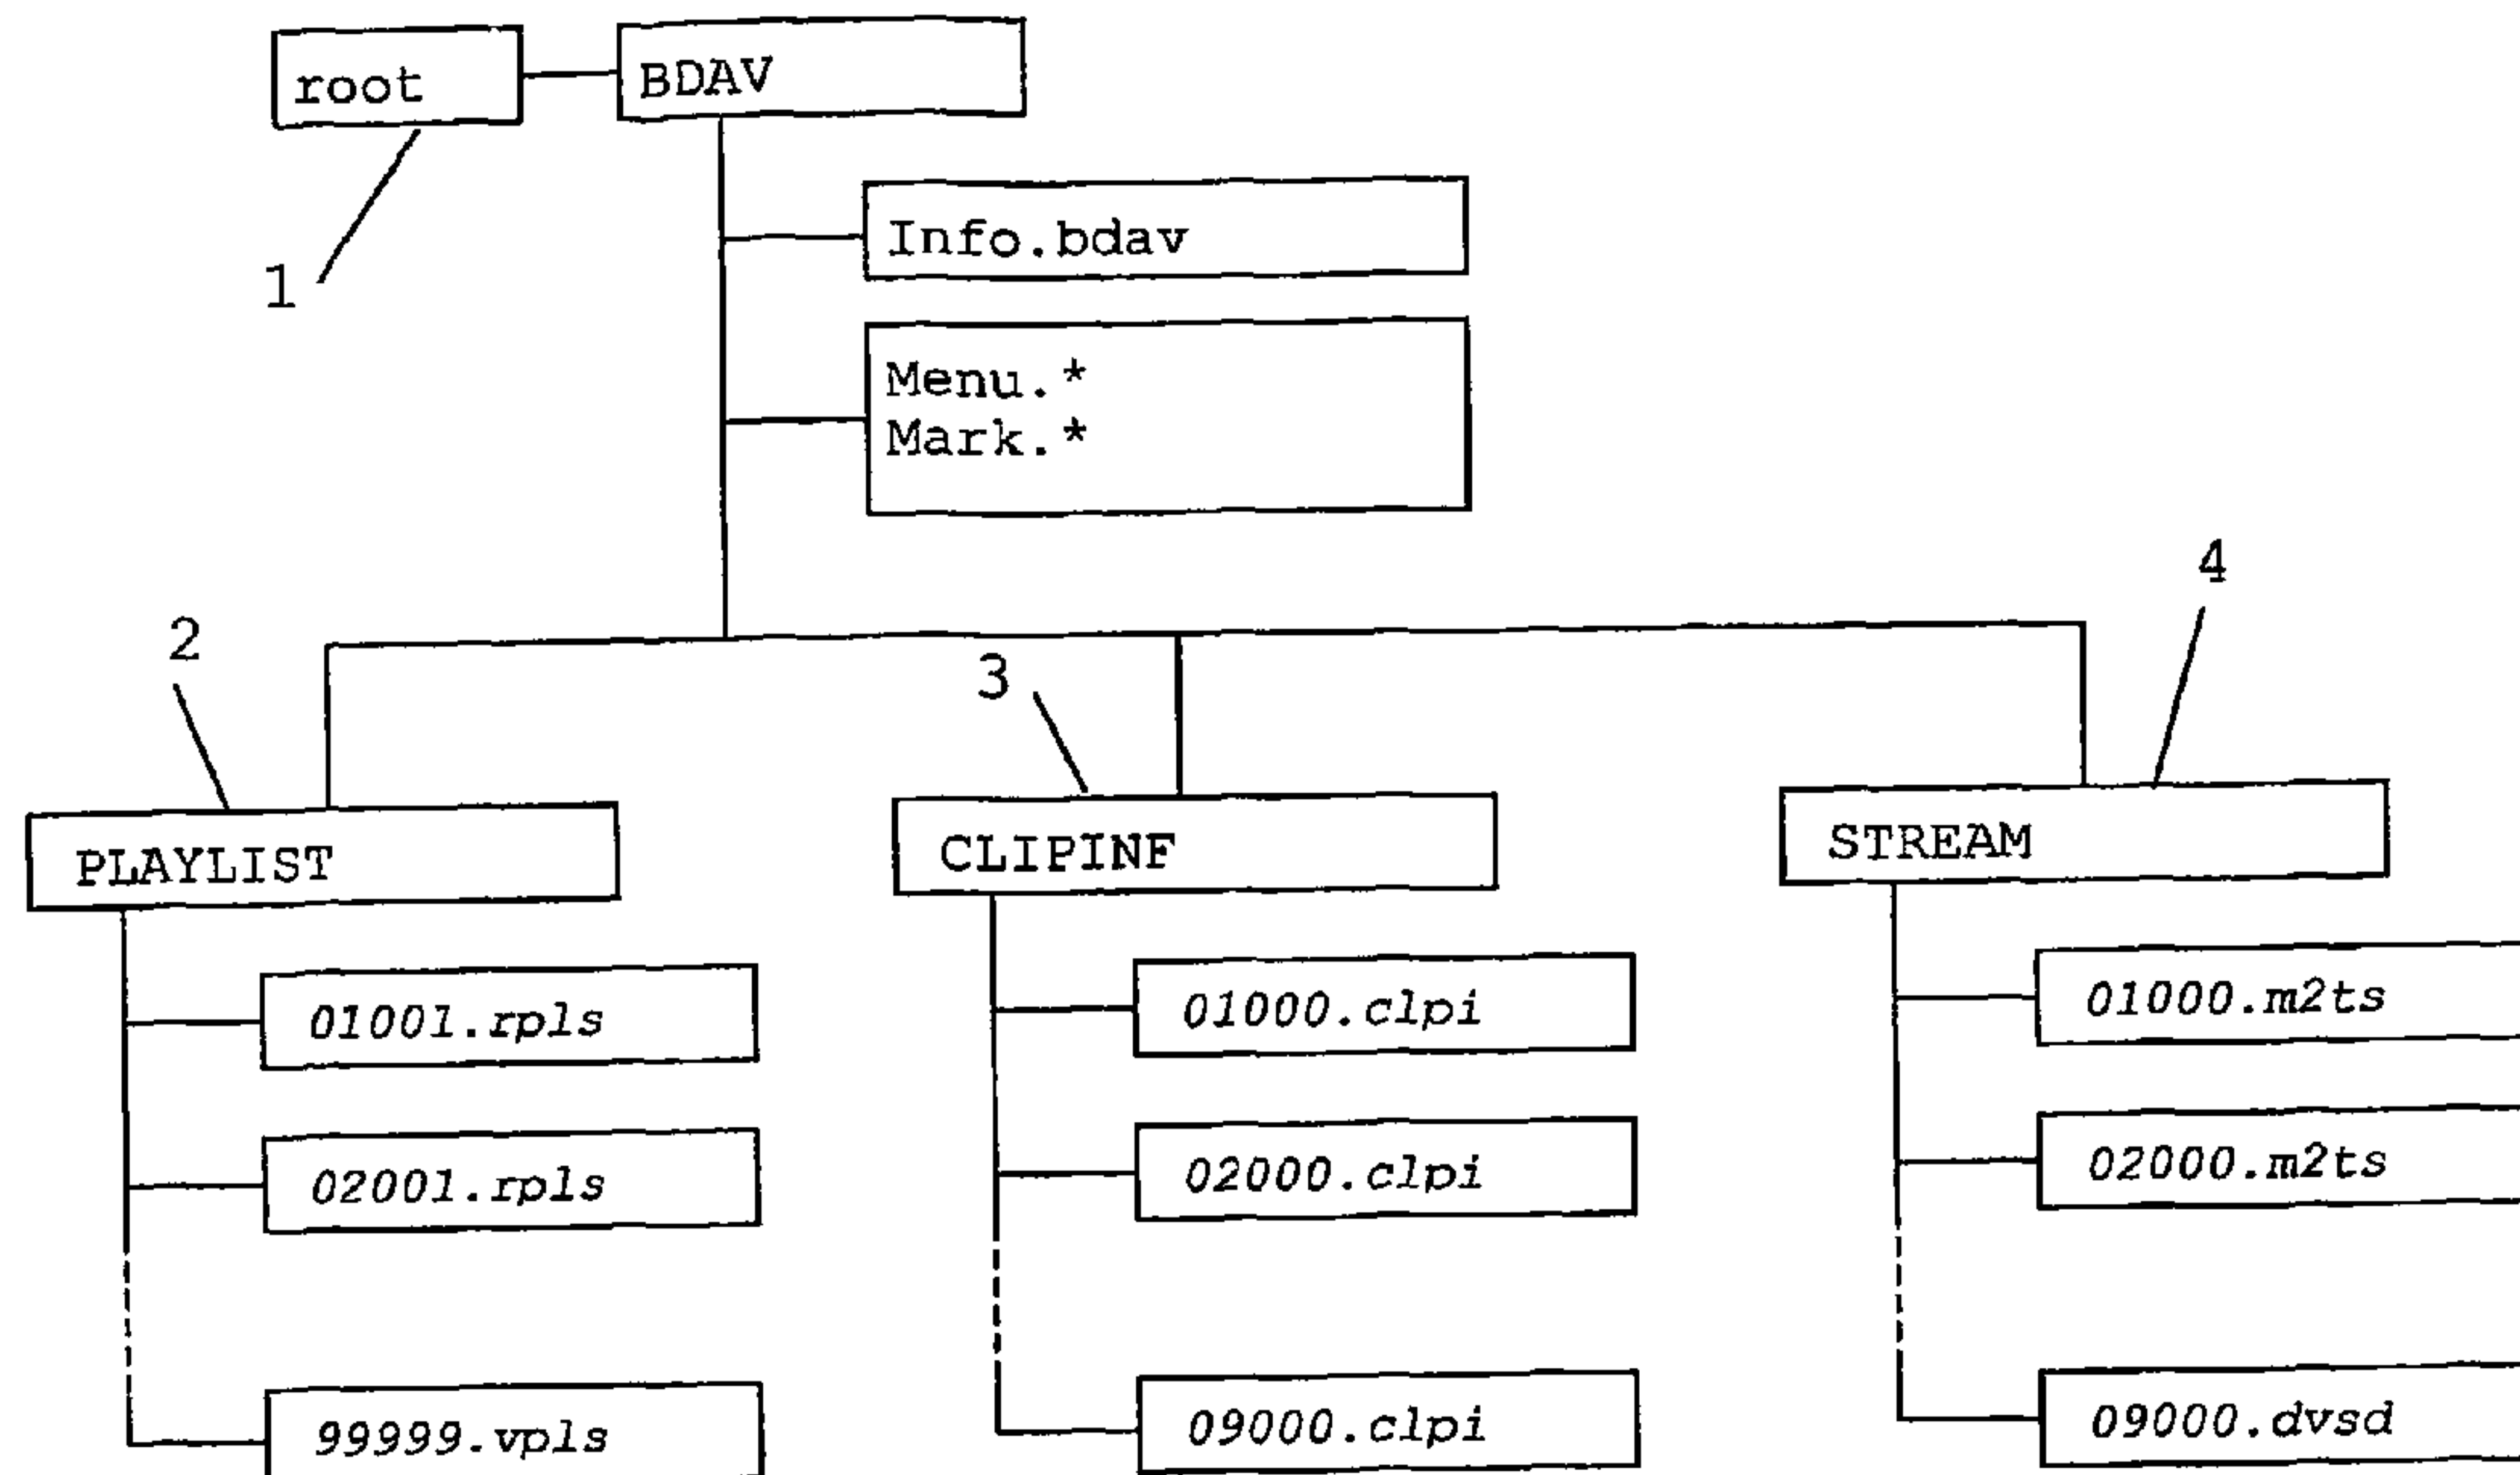 root
BDAV
1
Info.bdav
Menu.*
Mark.*
2
3
4
PLAYLIST
CLIPINF
STREAM
01001.rpls
01000.clpi
01000.m2ts
02001.rpls
02000.clpi
02000.m2ts
99999.vpls
09000.clpi
09000.dvsd